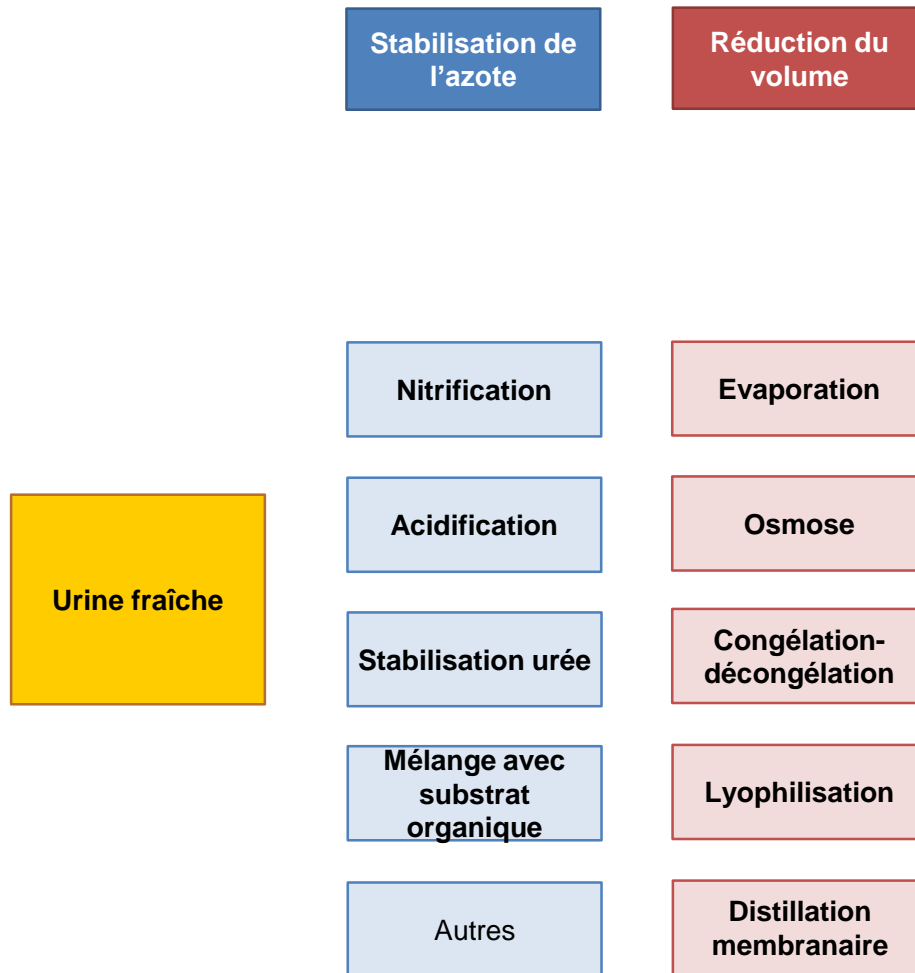 Stabilisation de
l’azote
Réduction du
volume
Nitrification
Evaporation
Acidification
Osmose
Urine fraîche
Stabilisation urée
Congélation-
décongélation
Mélange avec
substrat
organique
Lyophilisation
Autres
Distillation
membranaire